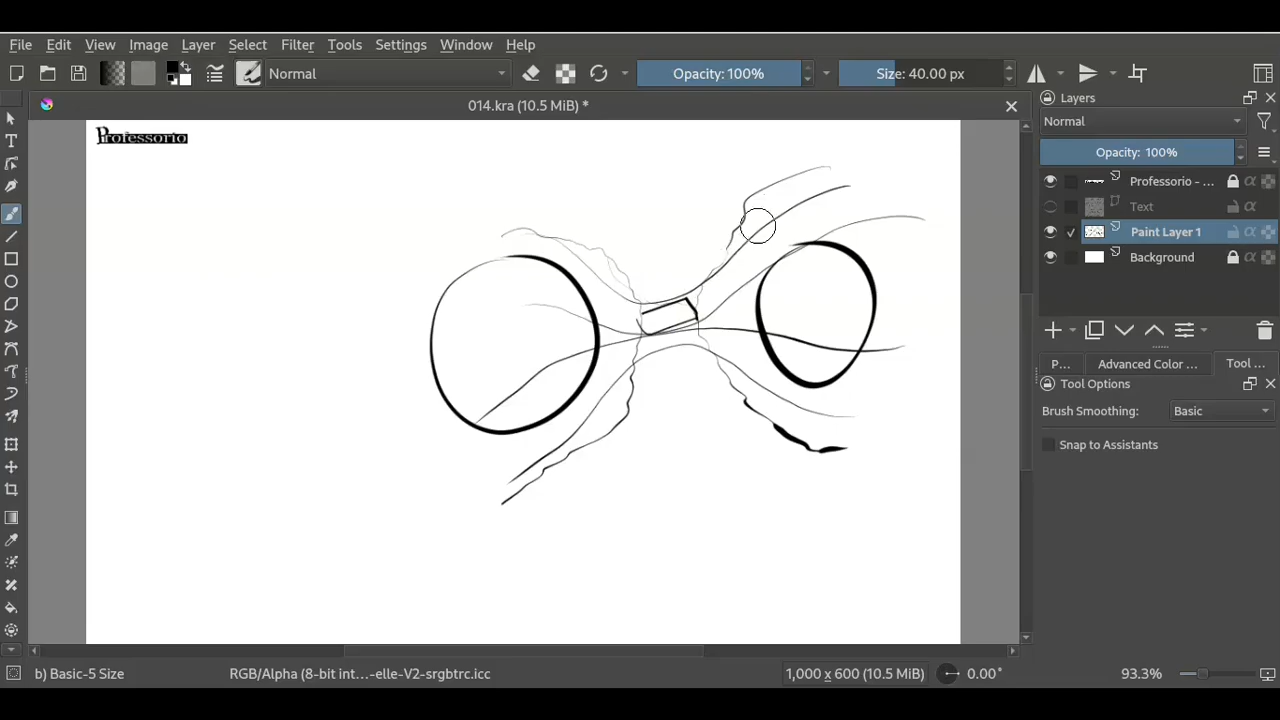 File Edit View Image Layer Select Filter Tools Settings Window Help
Normal Opacity: 100% Size: 40.00 px
014.kra (10.5 MiB) *
Professorio
Layers
Normal
Opacity: 100%
Professorio - ...
Text
Paint Layer 1
Background
P... Advanced Color ... Tool ...
Tool Options
Brush Smoothing: Basic
Snap to Assistants
b) Basic-5 Size RGB/Alpha (8-bit int...-elle-V2-srgbtrc.icc 1,000 x 600 (10.5 MiB) 0.00° 93.3%